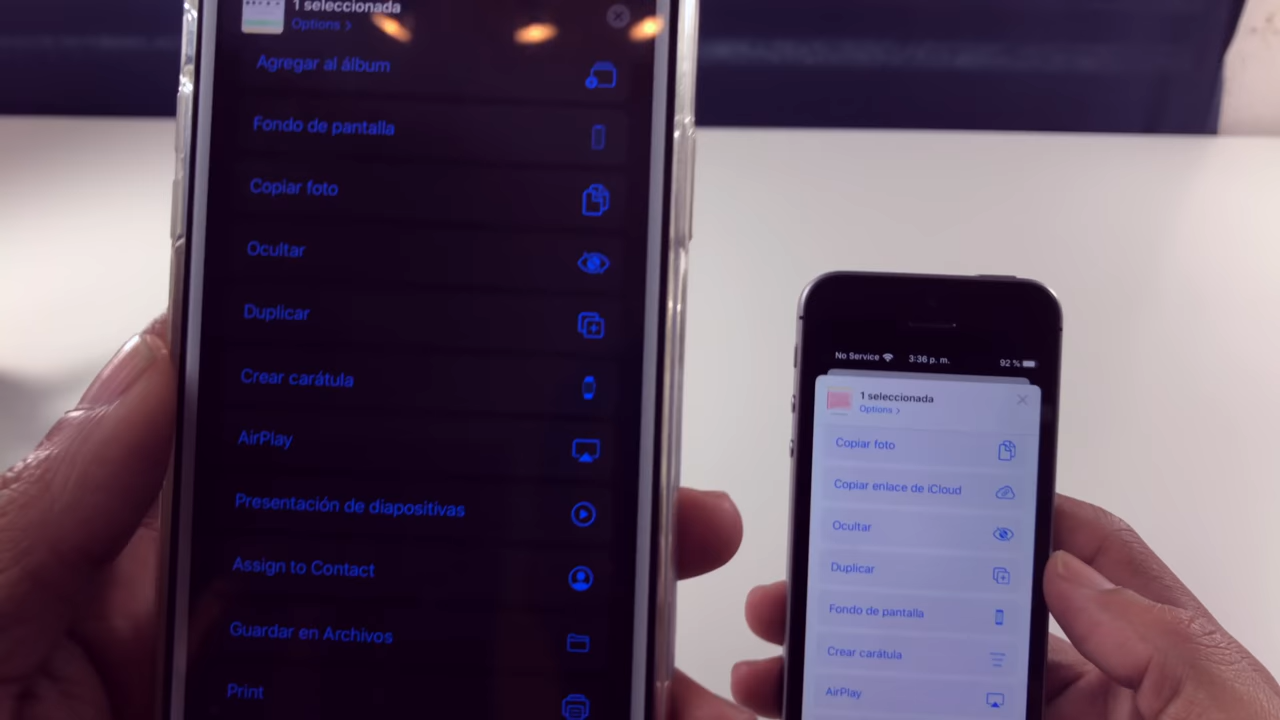 1 seleccionada
Options >
Agregar al álbum
Fondo de pantalla
Copiar foto
Ocultar
Duplicar
Crear carátula
AirPlay
Presentación de diapositivas
Assign to Contact
Guardar en Archivos
Print
No Service 3:36 p. m. 92 %
1 seleccionada
Options >
Copiar foto
Copiar enlace de iCloud
Ocultar
Duplicar
Fondo de pantalla
Crear carátula
AirPlay